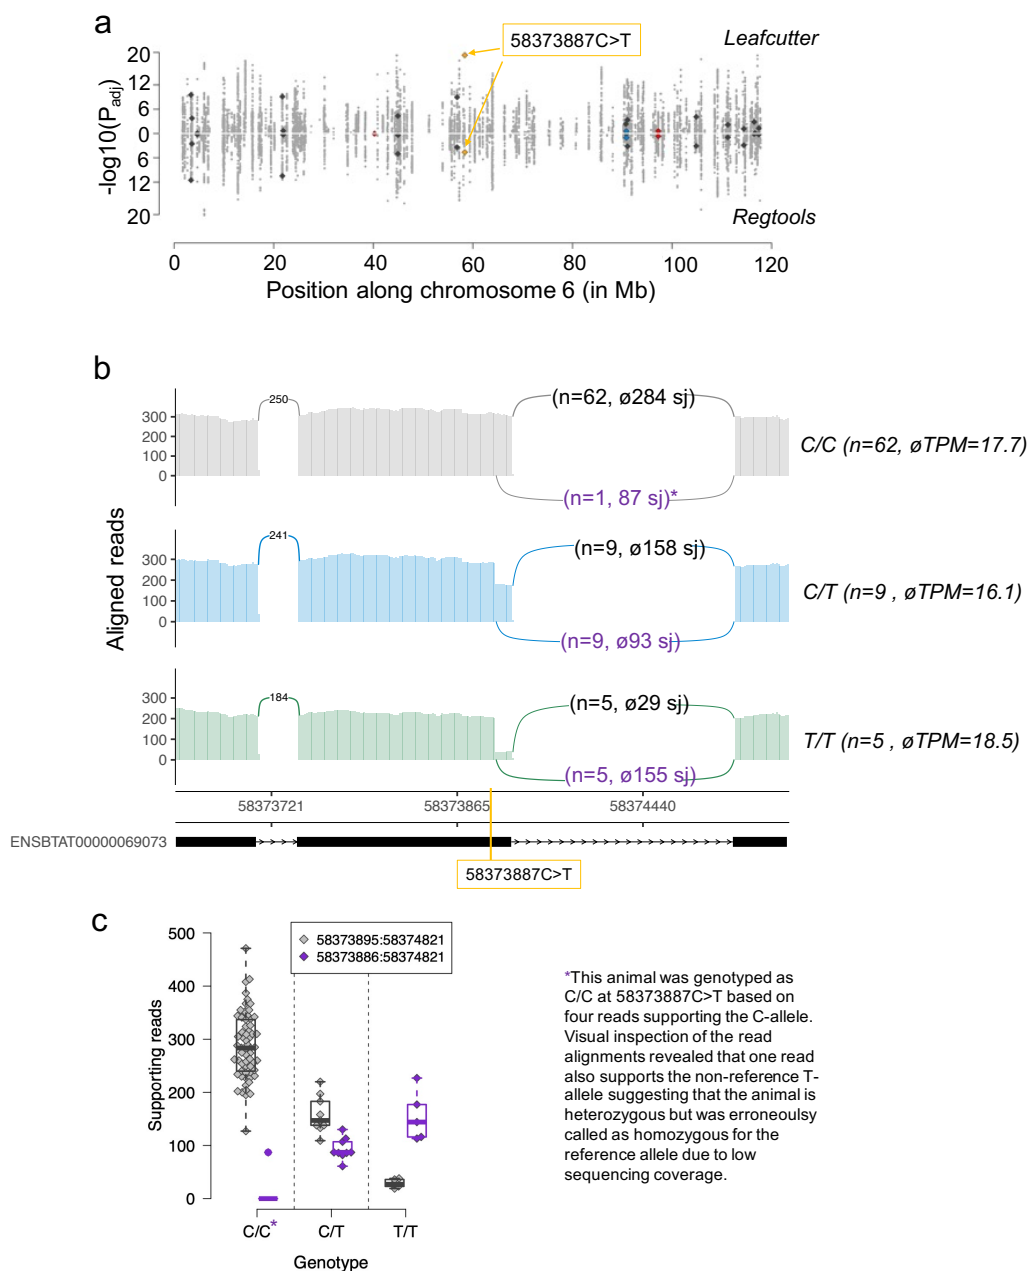 a
58373887C>T
Leafcutter
20
12
6
0
6
12
20
-log10(Padj)
Regtools
0 20 40 60 80 100 120
Position along chromosome 6 (in Mb)
b
Aligned reads
300
200
100
0
250
(n=62, ø284 sj)
(n=1, 87 sj)*
C/C (n=62, øTPM=17.7)
300
200
100
0
241
(n=9, ø158 sj)
(n=9, ø93 sj)
C/T (n=9 , øTPM=16.1)
300
200
100
0
184
(n=5, ø29 sj)
(n=5, ø155 sj)
T/T (n=5 , øTPM=18.5)
58373721 58373865 58374440
ENSBTAT00000069073
58373887C>T
c
500
400
300
200
100
0
Supporting reads
58373895:58374821
58373886:58374821
C/C* C/T T/T
Genotype
*This animal was genotyped as
C/C at 58373887C>T based on
four reads supporting the C-allele.
Visual inspection of the read
alignments revealed that one read
also supports the non-reference T-
allele suggesting that the animal is
heterozygous but was erroneoulsy
called as homozygous for the
reference allele due to low
sequencing coverage.